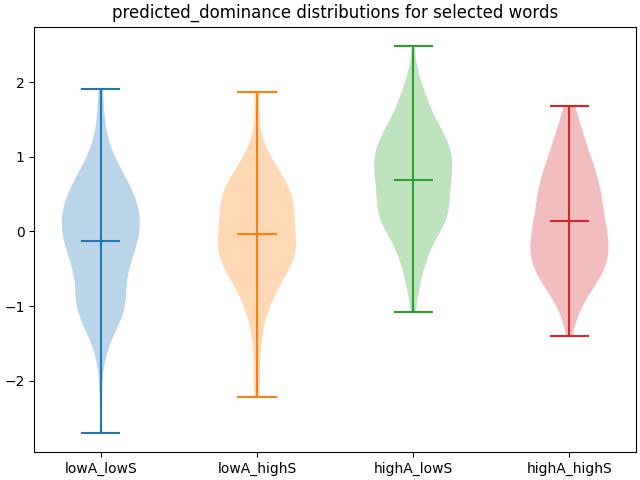 predicted_dominance distributions for selected words
2
1
0
−1
−2
lowA_lowS lowA_highS highA_lowS highA_highS